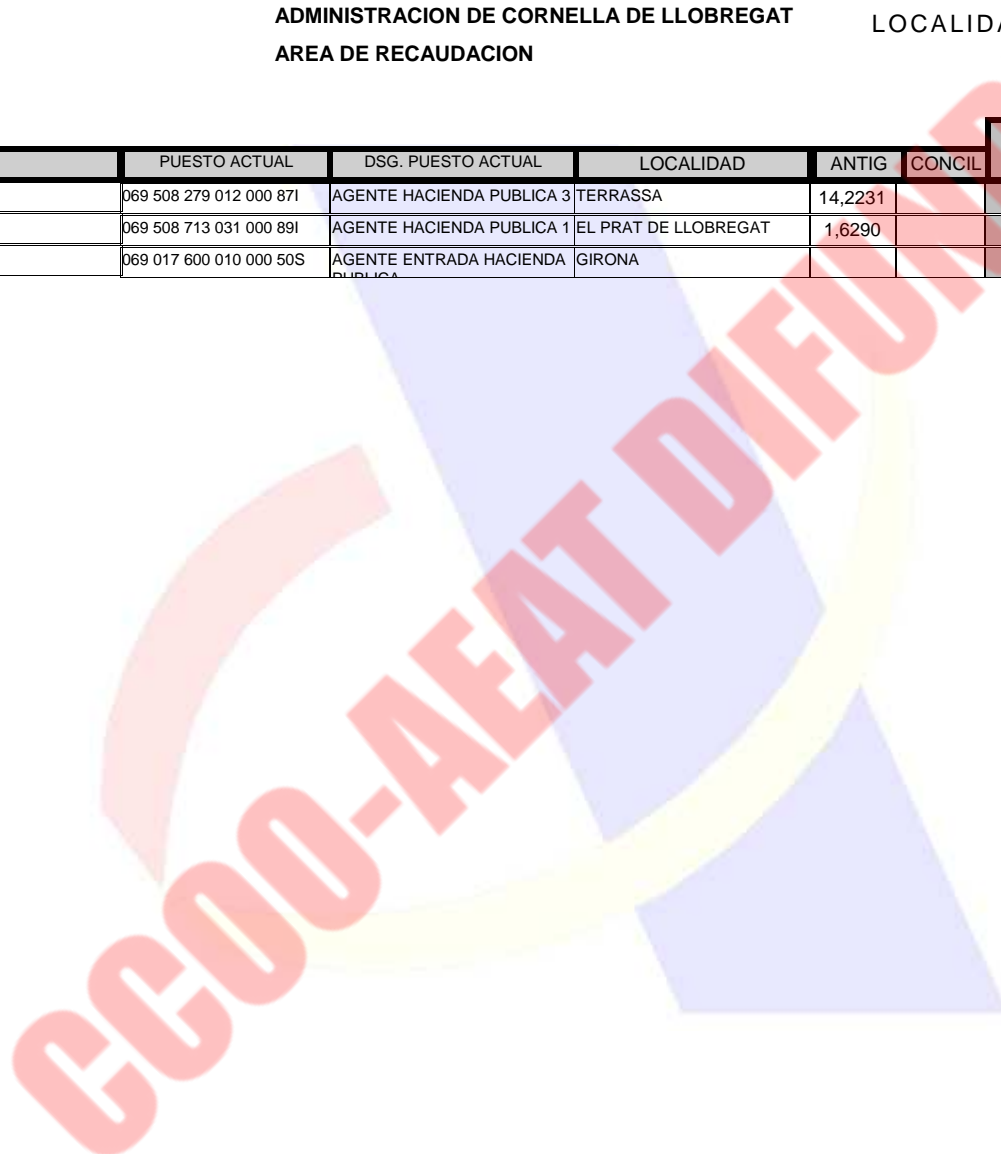 ADMINISTRACION DE CORNELLA DE LLOBREGAT
LOCALIDA
AREA DE RECAUDACION
PUESTO ACTUAL DSG. PUESTO ACTUAL LOCALIDAD ANTIG CONCIL
069 508 279 012 000 87I AGENTE HACIENDA PUBLICA 3 TERRASSA 14,2231
069 508 713 031 000 89I AGENTE HACIENDA PUBLICA 1 EL PRAT DE LLOBREGAT 1,6290
069 017 600 010 000 50S AGENTE ENTRADA HACIENDA GIRONA
PUBLICA
CCOO-AEAT DIFUND